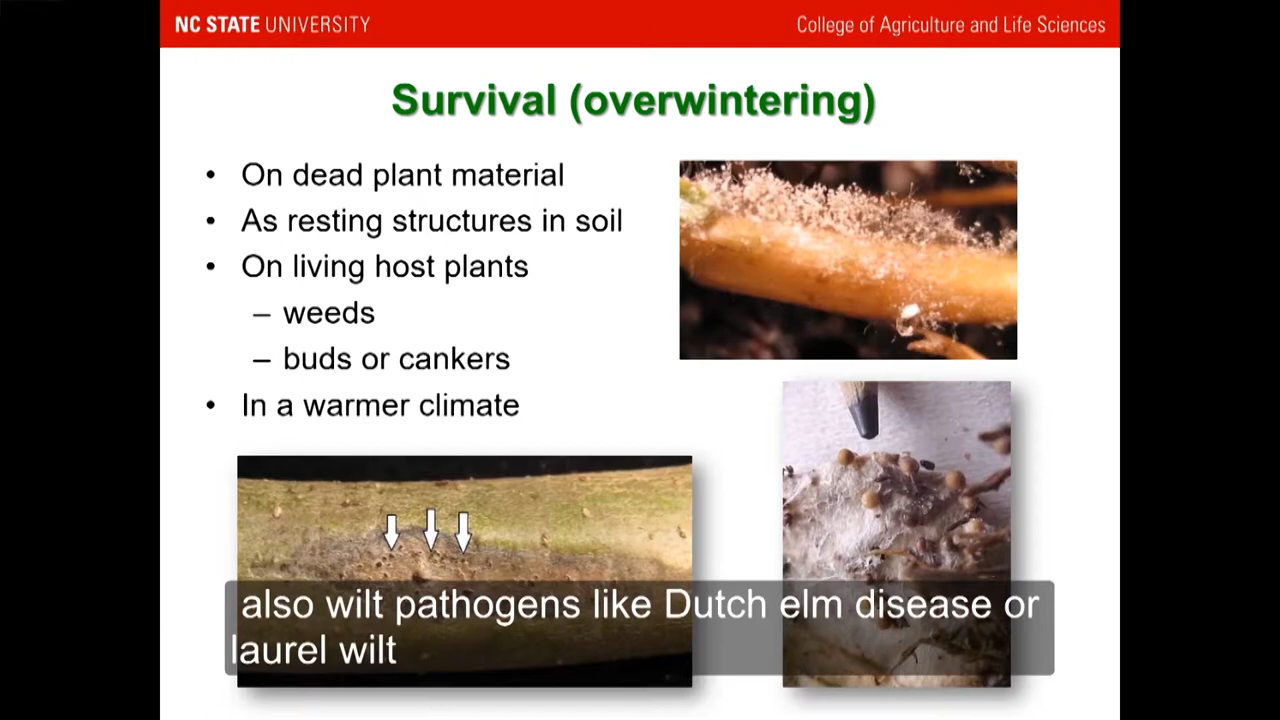 NC STATE UNIVERSITY
College of Agriculture and Life Sciences
Survival (overwintering)
• On dead plant material
• As resting structures in soil
• On living host plants
– weeds
– buds or cankers
• In a warmer climate
also wilt pathogens like Dutch elm disease or
laurel wilt